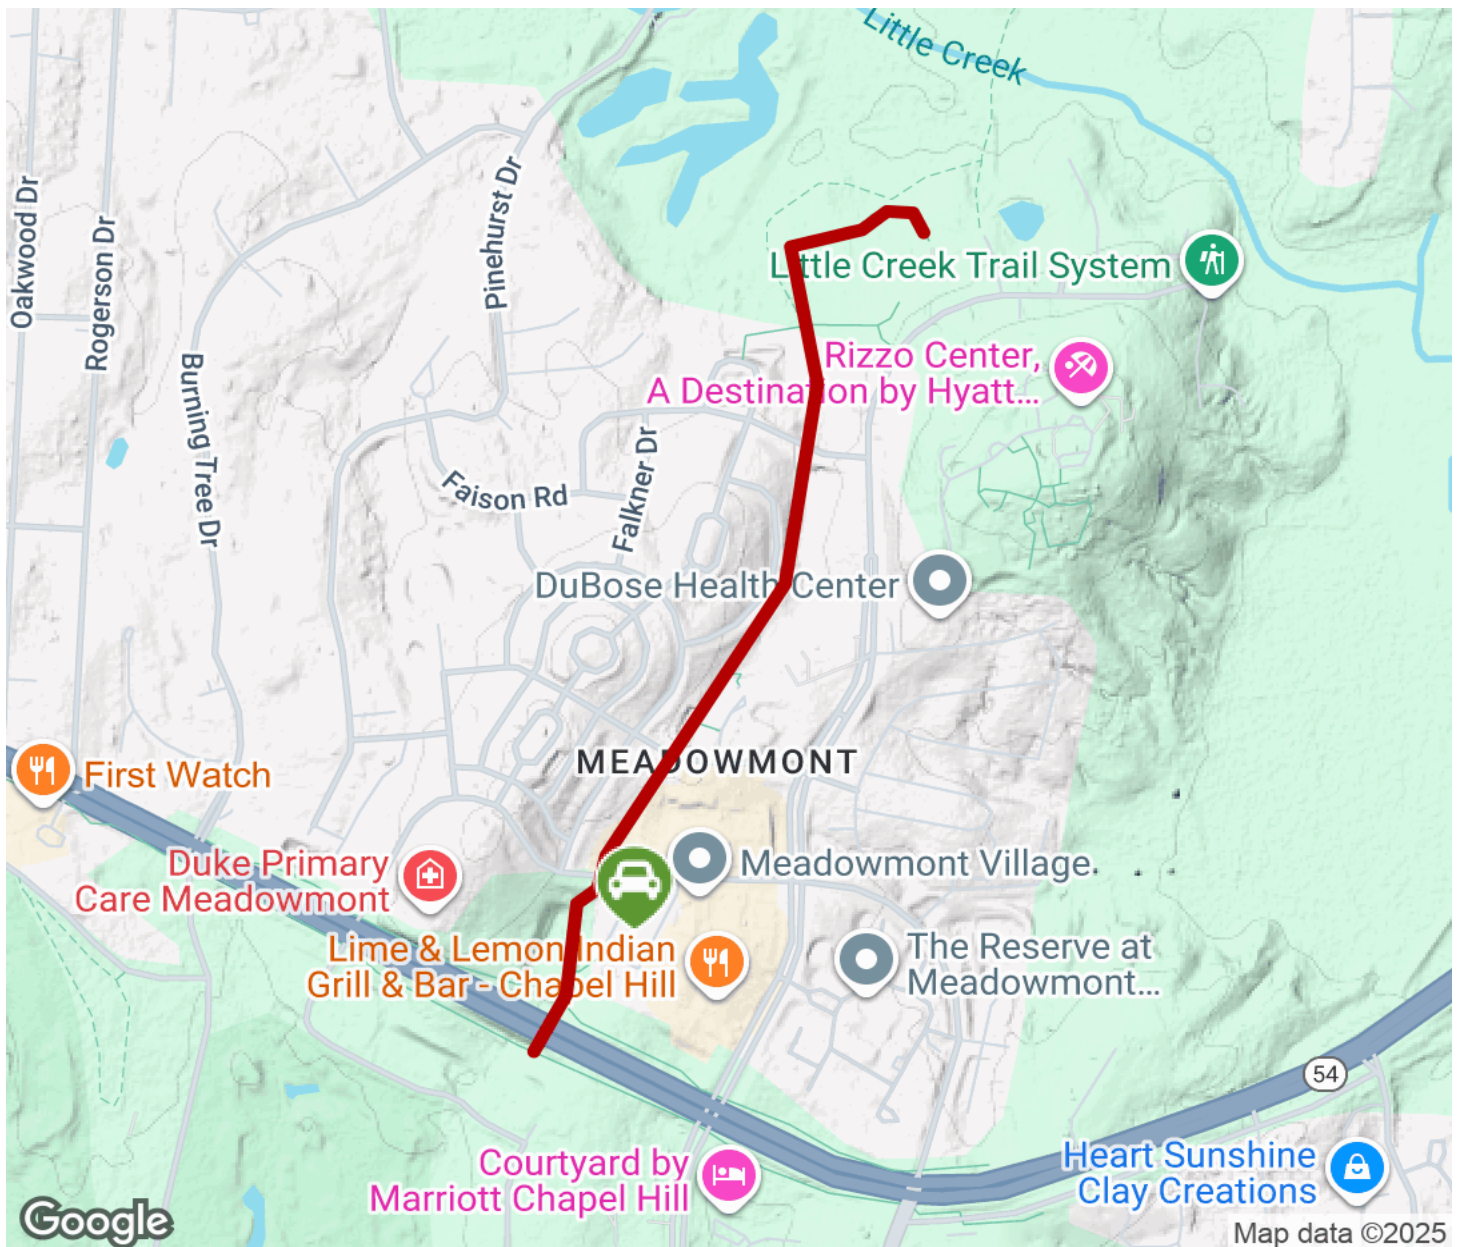 Little Creek
Oakwood Dr
Rogerson Dr
Pinehurst Dr
Burning Tree Dr
Little Creek Trail System
Rizzo Center,
A Destination by Hyatt...
Falkner Dr
Faison Rd
DuBose Health Center
MEADOWMONT
First Watch
Duke Primary
Care Meadowmont
Meadowmont Village
Lime & Lemon Indian
Grill & Bar - Chapel Hill
The Reserve at
Meadowmont...
54
Courtyard by
Marriott Chapel Hill
Heart Sunshine
Clay Creations
Google
Map data ©2025